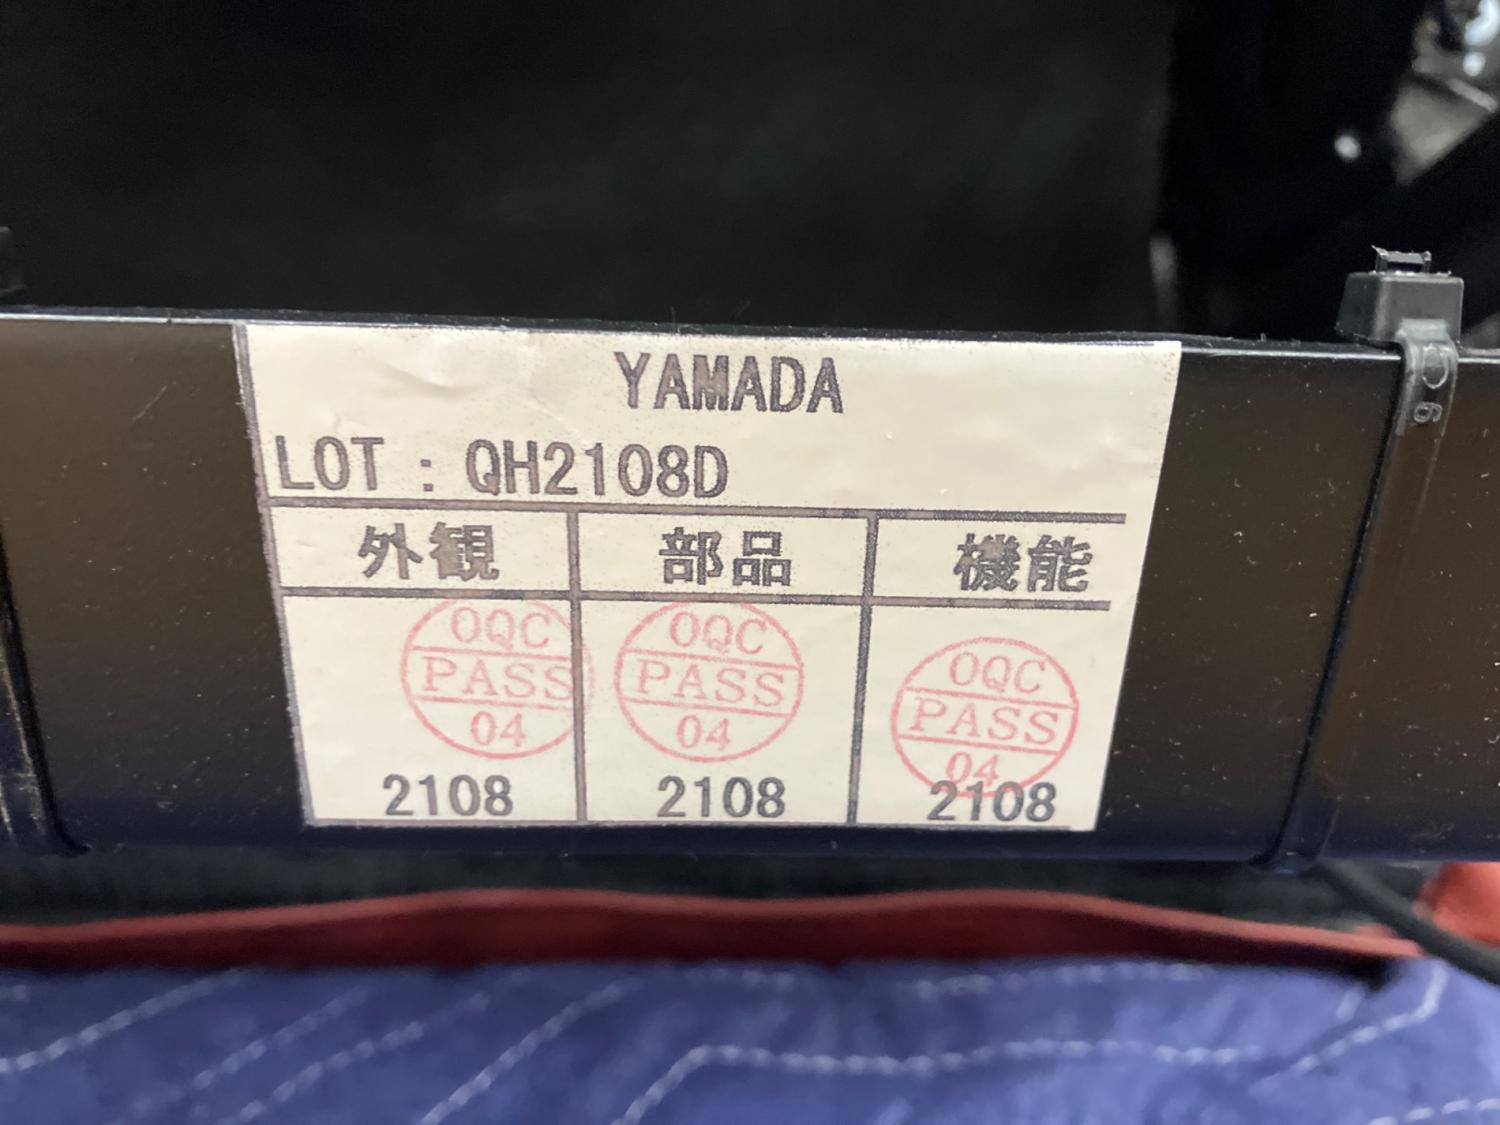 YAMADA
LOT : QH2108D
外観 部品 機能
OQC OQC OQC
PASS PASS PASS
04 04 04
2108 2108 2108